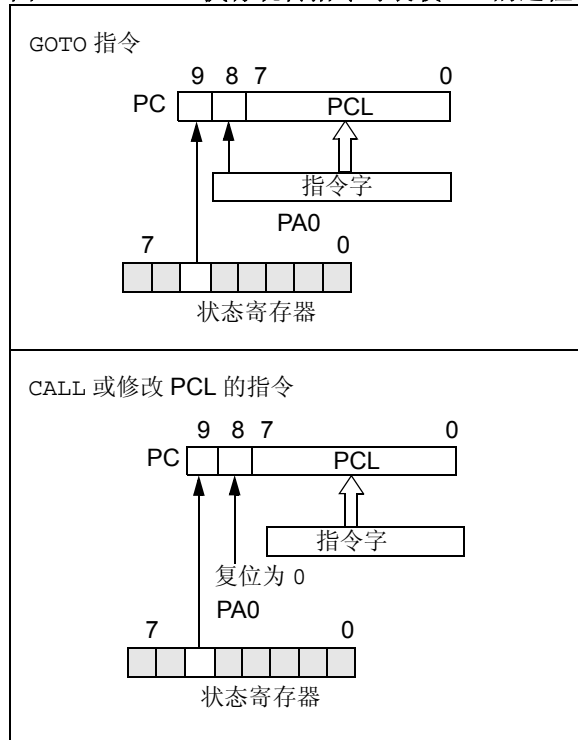 GOTO 指令
9 8 7 0
PC PCL
指令字
PA0
7 0
状态寄存器
CALL 或修改 PCL 的指令
9 8 7 0
PC PCL
指令字
复位为 0
PA0
7 0
状态寄存器